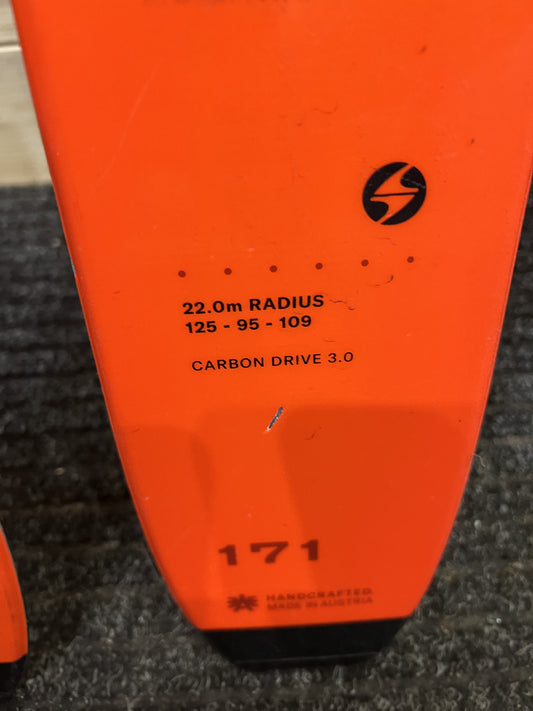 22.0m RADIUS
125 - 95 - 109
CARBON DRIVE 3.0
171
HANDCRAFTED.
MADE IN AUSTRIA